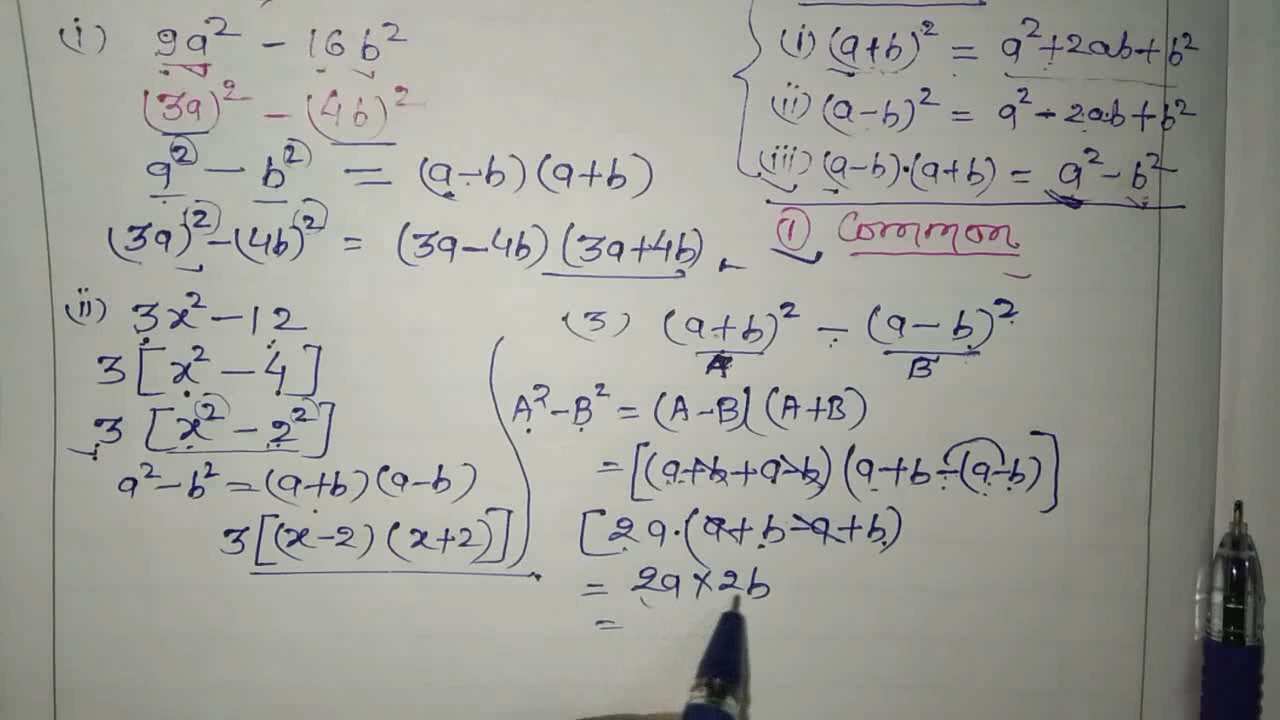 (i) 9a² - 16b²
(3a)² - (4b)²
a² - b² = (a-b)(a+b)
(3a)² - (4b)² = (3a-4b)(3a+4b)
(i) (a+b)² = a²+2ab+b²
(ii) (a-b)² = a²-2ab+b²
(iii) (a-b)·(a+b) = a²-b²
① Common
(ii) 3x² - 12
3[x² - 4]
3[x² - 2²]
a² - b² = (a+b)(a-b)
3[(x-2)(x+2)]
(3) (a+b)² - (a-b)²
A B
A² - B² = (A-B)(A+B)
= [(a+b+a-b)(a+b-(a-b)]
[2a·(a+b-a+b)
= 2a×2b
=